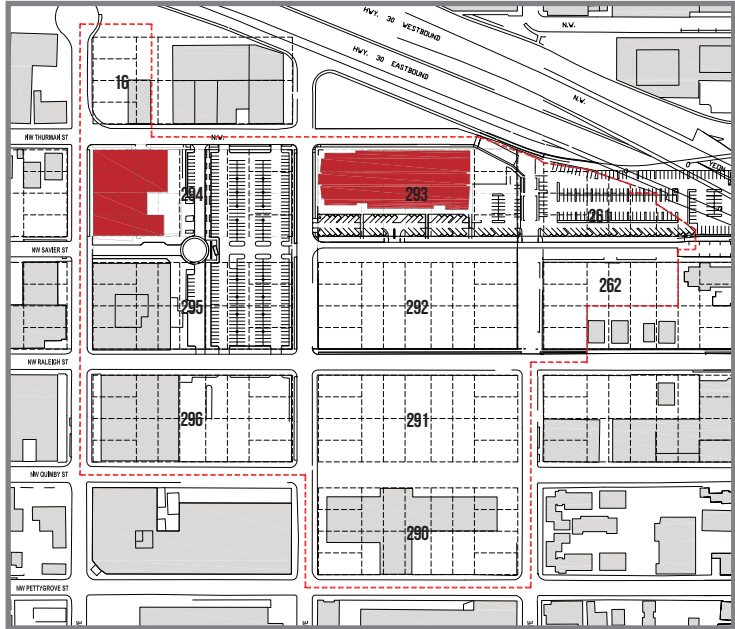 HWY. 30 WESTBOUND
N.W.
HWY. 30 EASTBOUND
16
N.W.
NW THURMAN ST
N.W.
YEON
294
293
261
NW SAVIER ST
262
295
292
NW RALEIGH ST
296
291
NW QUIMBY ST
290
NW PETTYGROVE ST